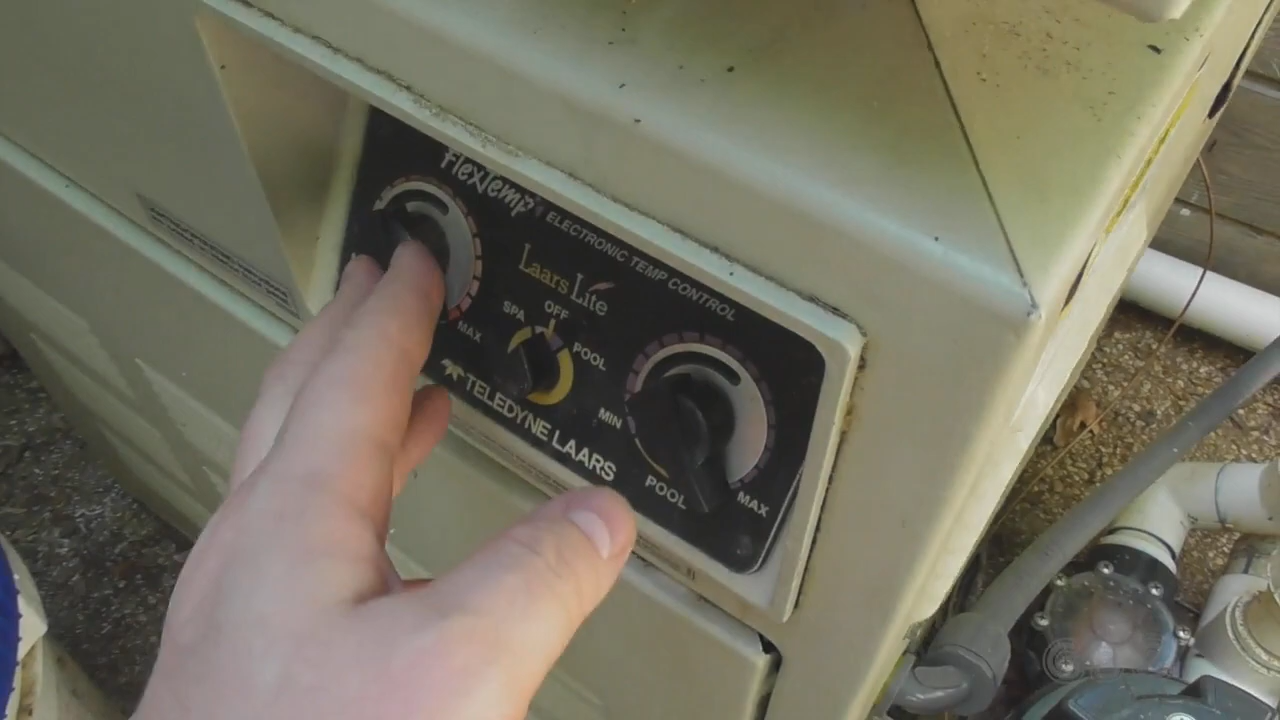 FlexTemp ELECTRONIC TEMP CONTROL
Laars Lite
SPA OFF POOL
MAX
TELEDYNE LAARS
MIN
POOL
MAX